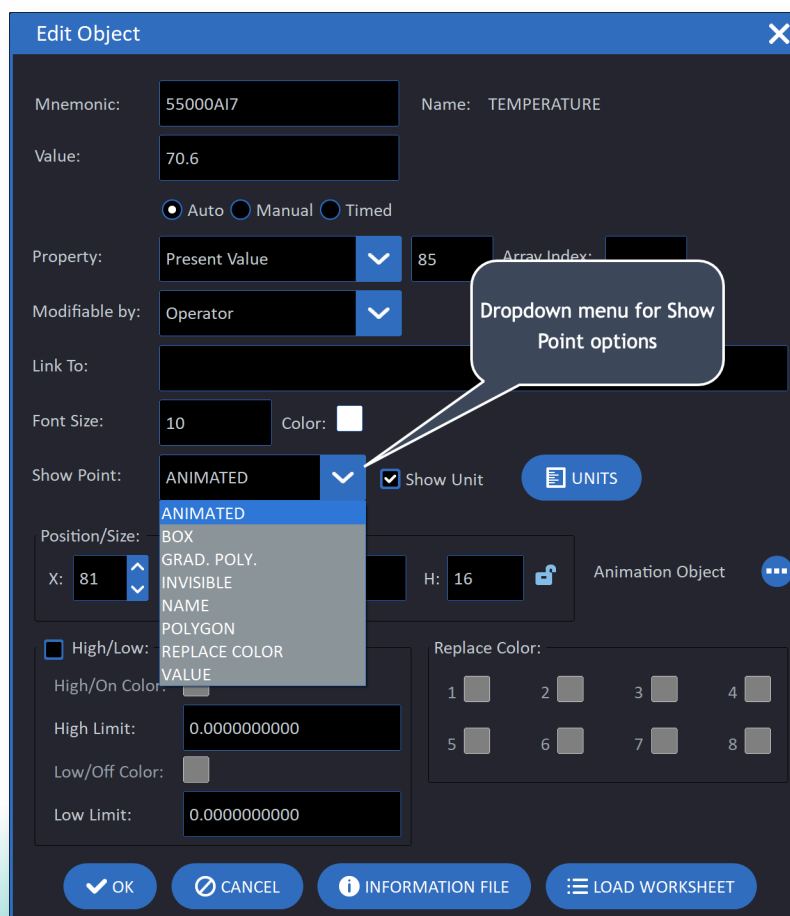 Edit Object
Mnemonic: 55000AI7 Name: TEMPERATURE
Value: 70.6
Auto Manual Timed
Property: Present Value 85 Array Index:
Dropdown menu for Show
Point options
Modifiable by: Operator
Link To:
Font Size: 10 Color:
Show Point: ANIMATED Show Unit UNITS
ANIMATED
BOX
GRAD. POLY.
INVISIBLE
NAME
POLYGON
REPLACE COLOR
VALUE
Position/Size:
X: 81 H: 16 Animation Object
High/Low:
High/On Color:
High Limit: 0.0000000000
Low/Off Color:
Low Limit: 0.0000000000
Replace Color:
1 2 3 4
5 6 7 8
OK CANCEL INFORMATION FILE LOAD WORKSHEET